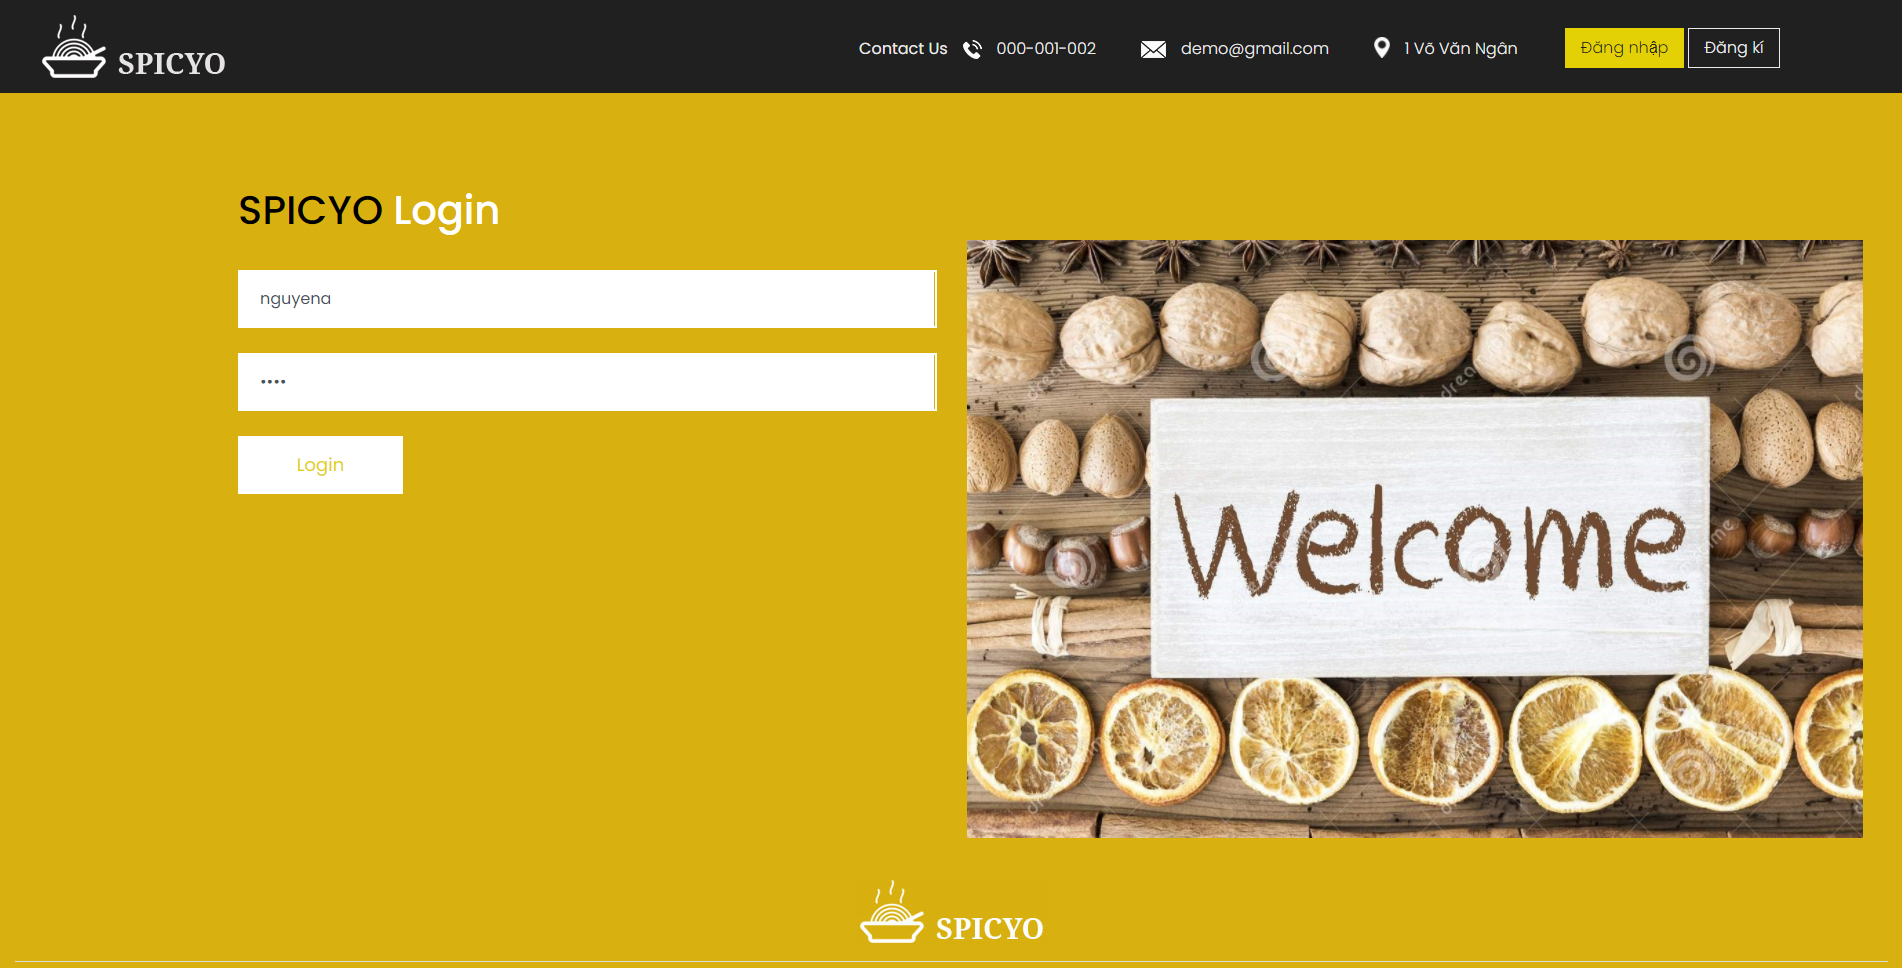 SPICYO
Contact Us 000-001-002 demo@gmail.com 1 Võ Văn Ngân Đăng nhập Đăng kí
SPICYO Login
nguyena
••••
Login
Welcome
dreamstime
SPICYO